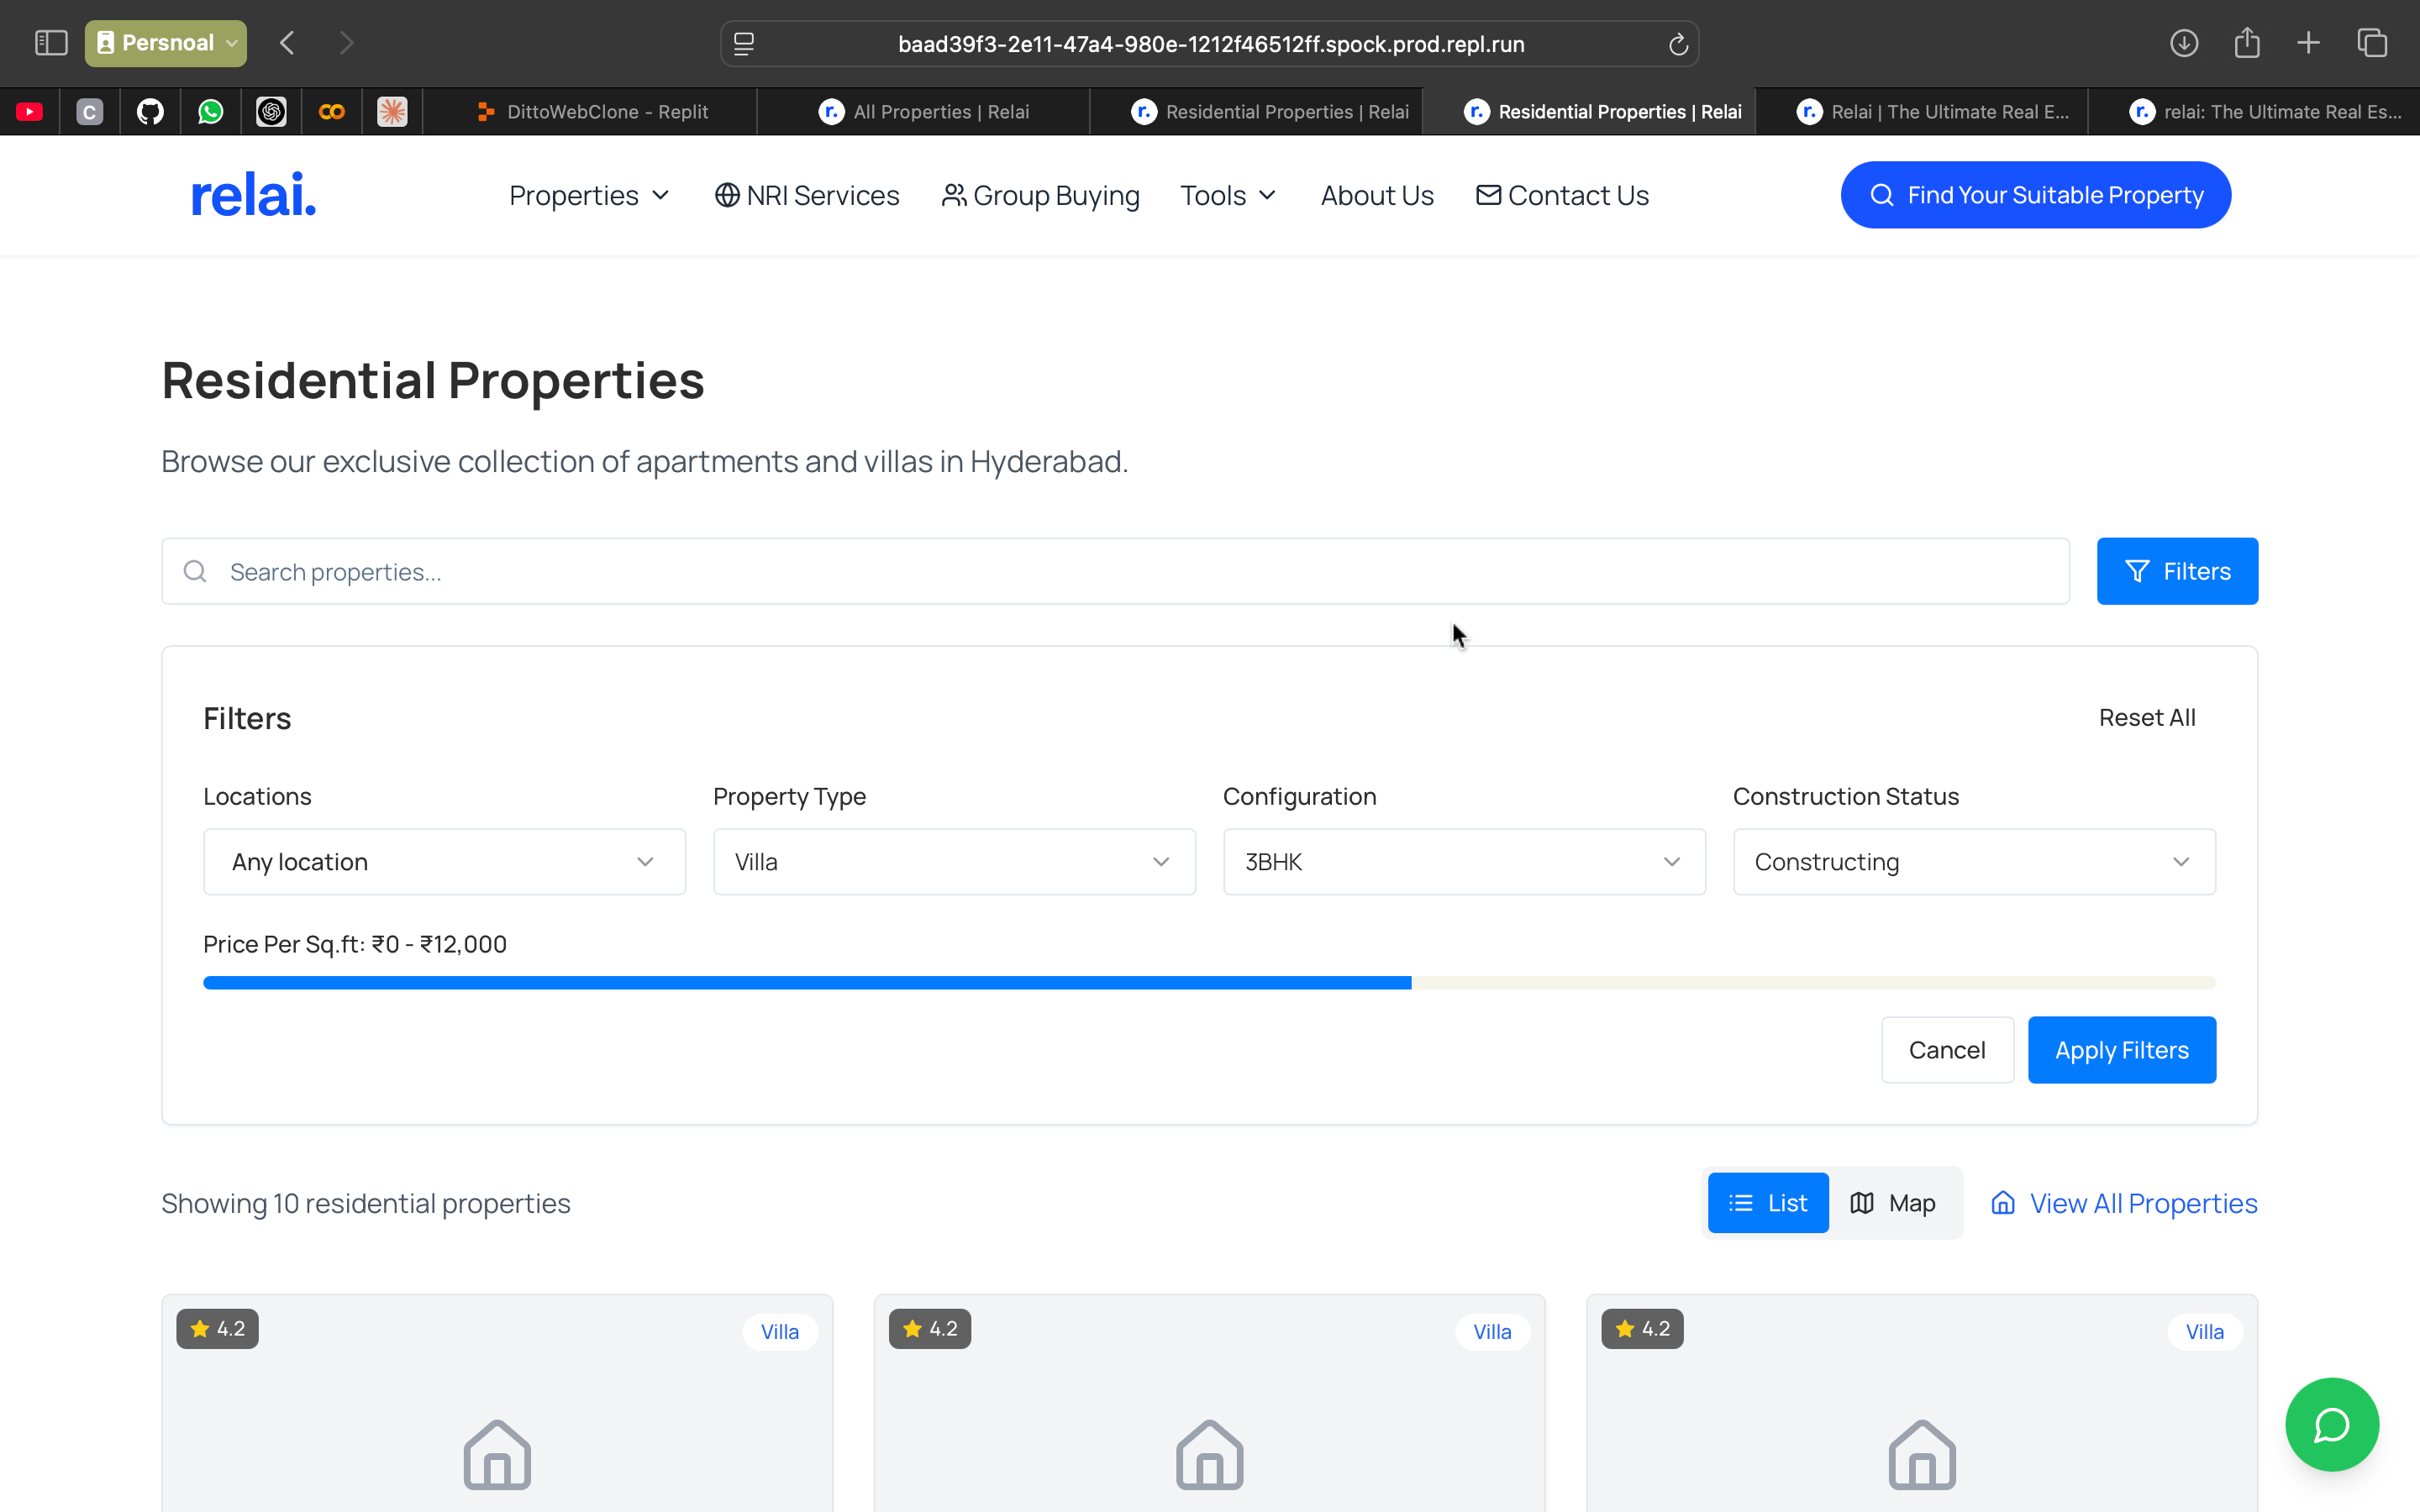 Persnoal
baad39f3-2e11-47a4-980e-1212f46512ff.spock.prod.repl.run
C
DittoWebClone - Replit
r. All Properties | Relai
r. Residential Properties | Relai
r. Residential Properties | Relai
r. Relai | The Ultimate Real E...
r. relai: The Ultimate Real Es...
relai.
Properties
NRI Services
Group Buying
Tools
About Us
Contact Us
Find Your Suitable Property
Residential Properties
Browse our exclusive collection of apartments and villas in Hyderabad.
Search properties...
Filters
Filters
Reset All
Locations
Property Type
Configuration
Construction Status
Any location
Villa
3BHK
Constructing
Price Per Sq.ft: ₹0 - ₹12,000
Cancel
Apply Filters
Showing 10 residential properties
List
Map
View All Properties
4.2
Villa
4.2
Villa
4.2
Villa